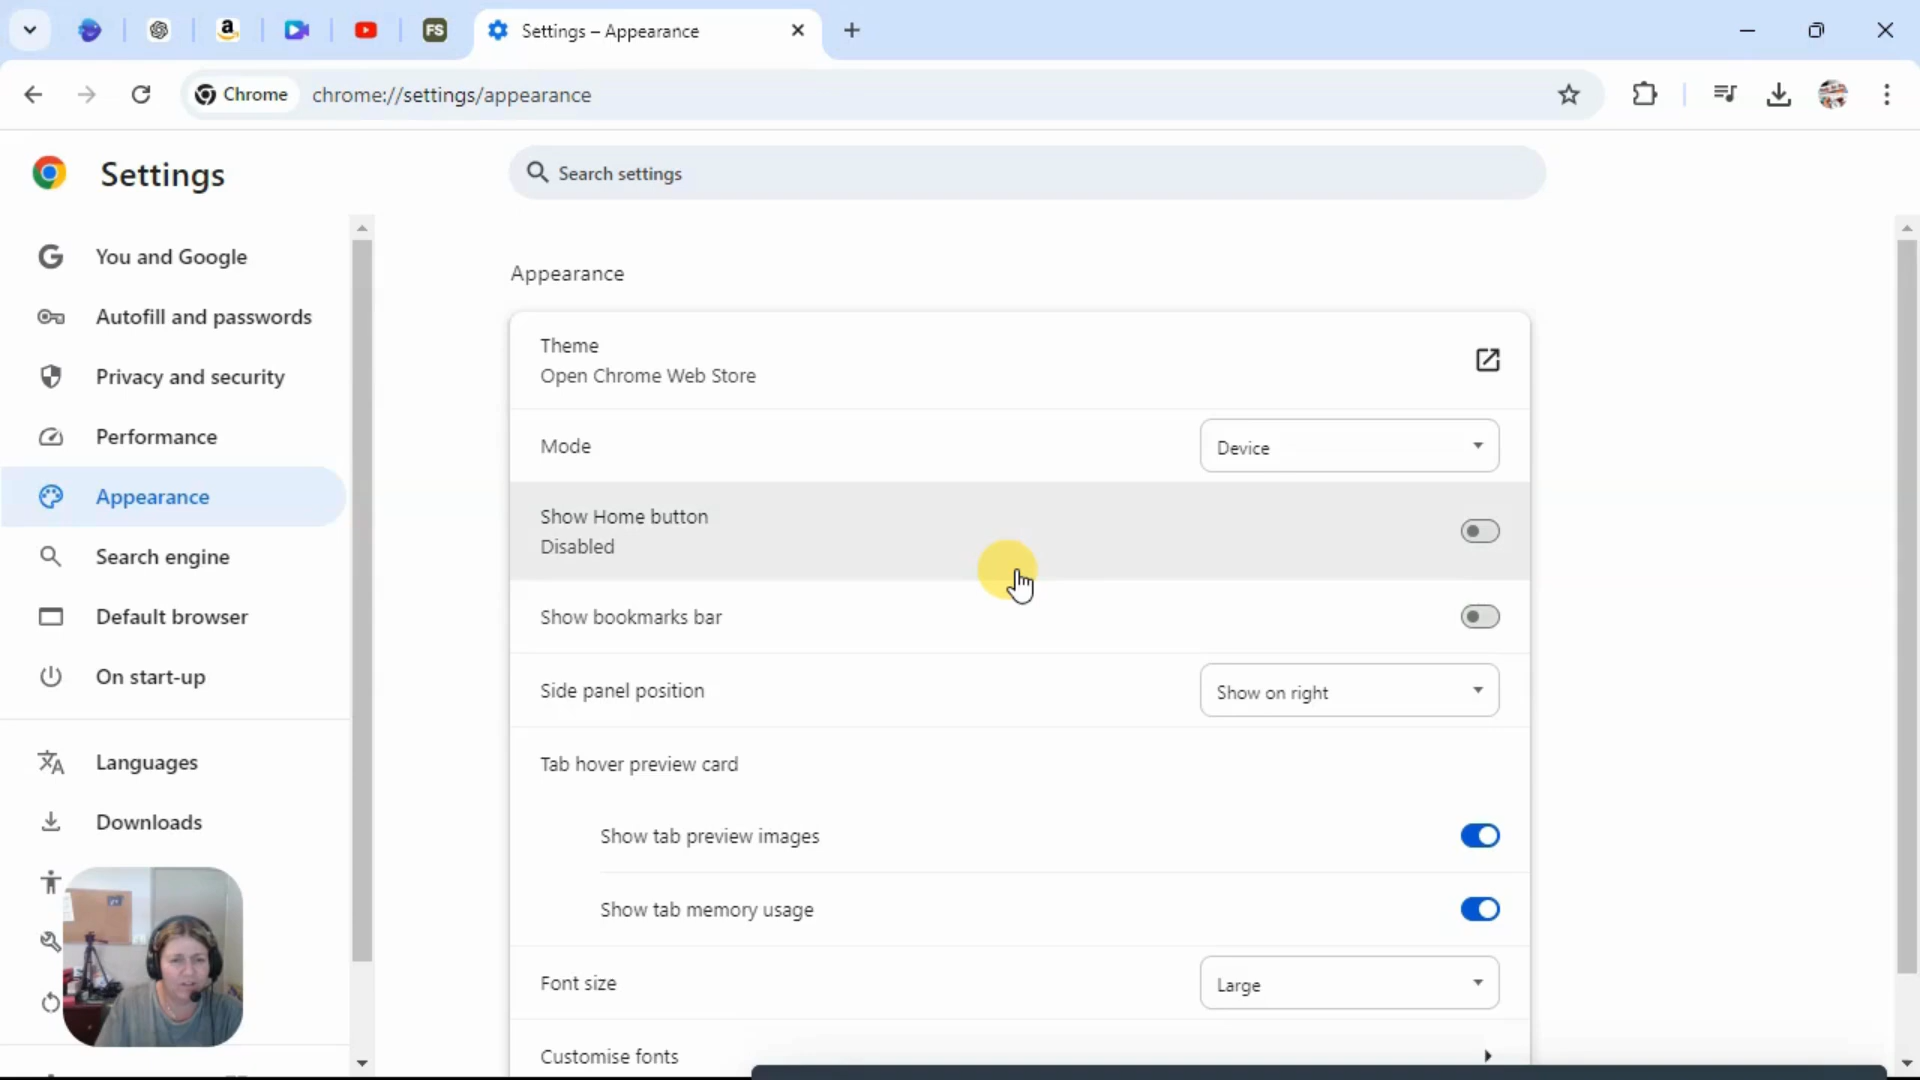 FS
Settings – Appearance
Chrome
chrome://settings/appearance
Settings
Search settings
You and Google
Autofill and passwords
Privacy and security
Performance
Appearance
Search engine
Default browser
On start-up
Languages
Downloads
Appearance
Theme
Open Chrome Web Store
Mode
Device
Show Home button
Disabled
Show bookmarks bar
Side panel position
Show on right
Tab hover preview card
Show tab preview images
Show tab memory usage
Font size
Large
Customise fonts